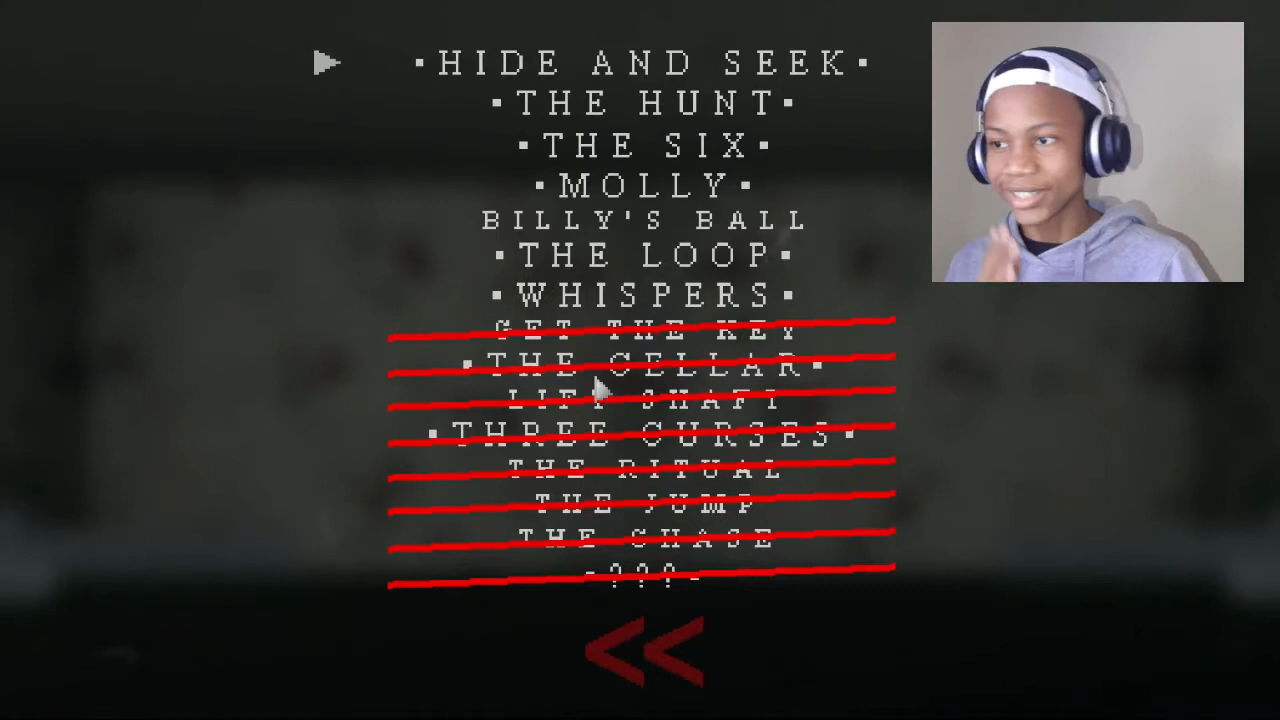 •HIDE AND SEEK•
•THE HUNT•
•THE SIX•
•MOLLY•
BILLY'S BALL
•THE LOOP•
•WHISPERS•
GET THE KEY
•THE CELLAR•
LIFT SHAFT
•THREE CURSES•
THE RITUAL
THE JUMP
THE CHASE
-???-
<<